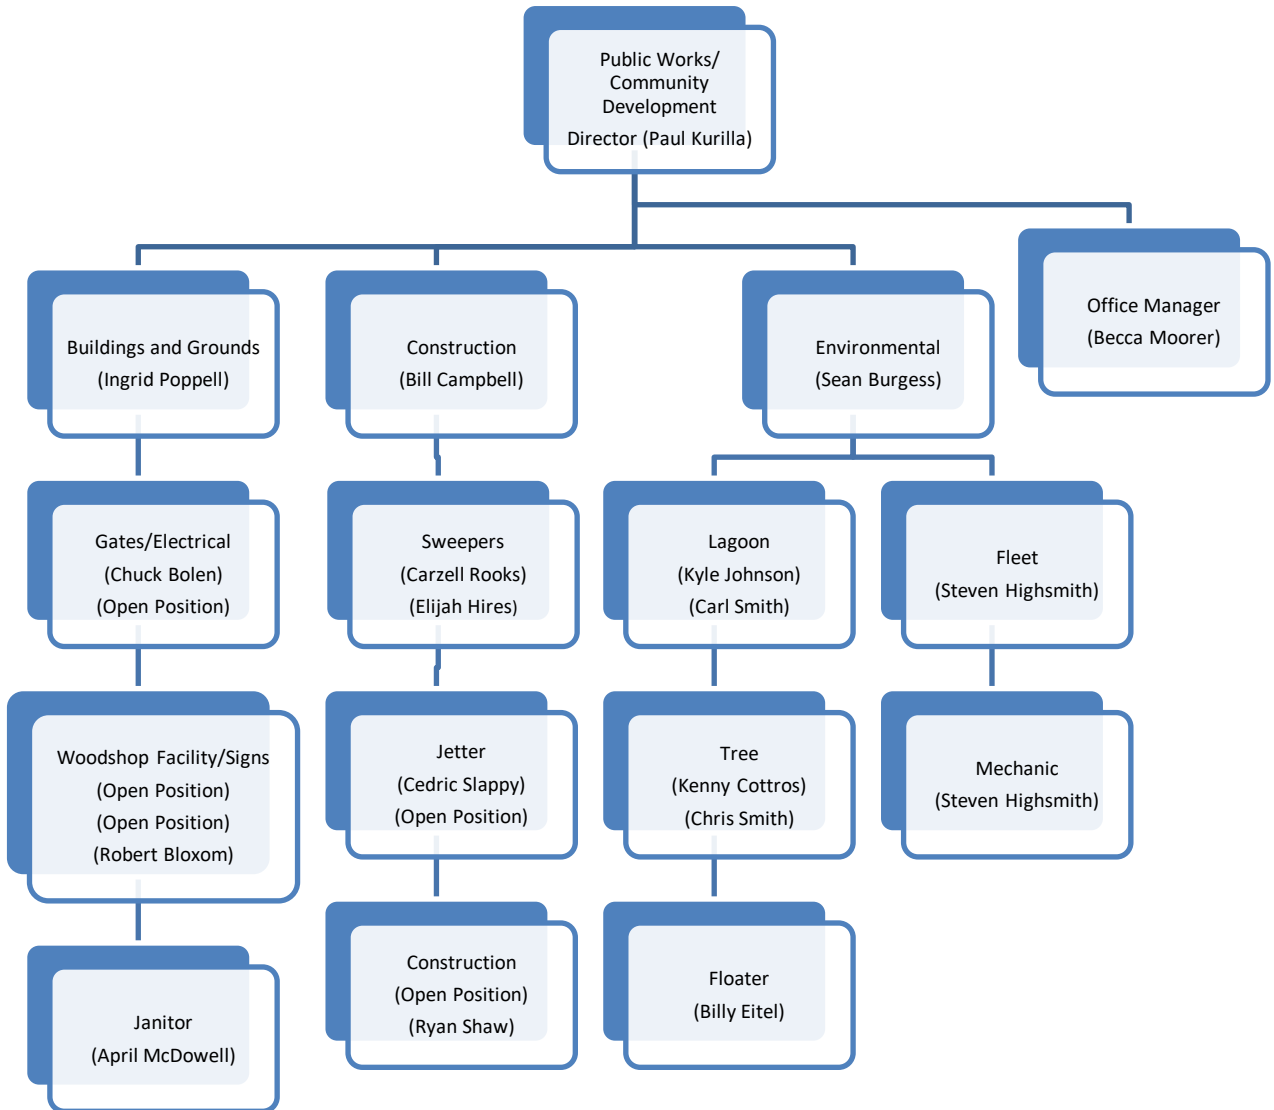 Public Works/
Community
Development
Director (Paul Kurilla)
Office Manager
(Becca Moorer)
Buildings and Grounds
(Ingrid Poppell)
Construction
(Bill Campbell)
Environmental
(Sean Burgess)
Gates/Electrical
(Chuck Bolen)
(Open Position)
Sweepers
(Carzell Rooks)
(Elijah Hires)
Lagoon
(Kyle Johnson)
(Carl Smith)
Fleet
(Steven Highsmith)
Woodshop Facility/Signs
(Open Position)
(Open Position)
(Robert Bloxom)
Jetter
(Cedric Slappy)
(Open Position)
Tree
(Kenny Cottros)
(Chris Smith)
Mechanic
(Steven Highsmith)
Janitor
(April McDowell)
Construction
(Open Position)
(Ryan Shaw)
Floater
(Billy Eitel)